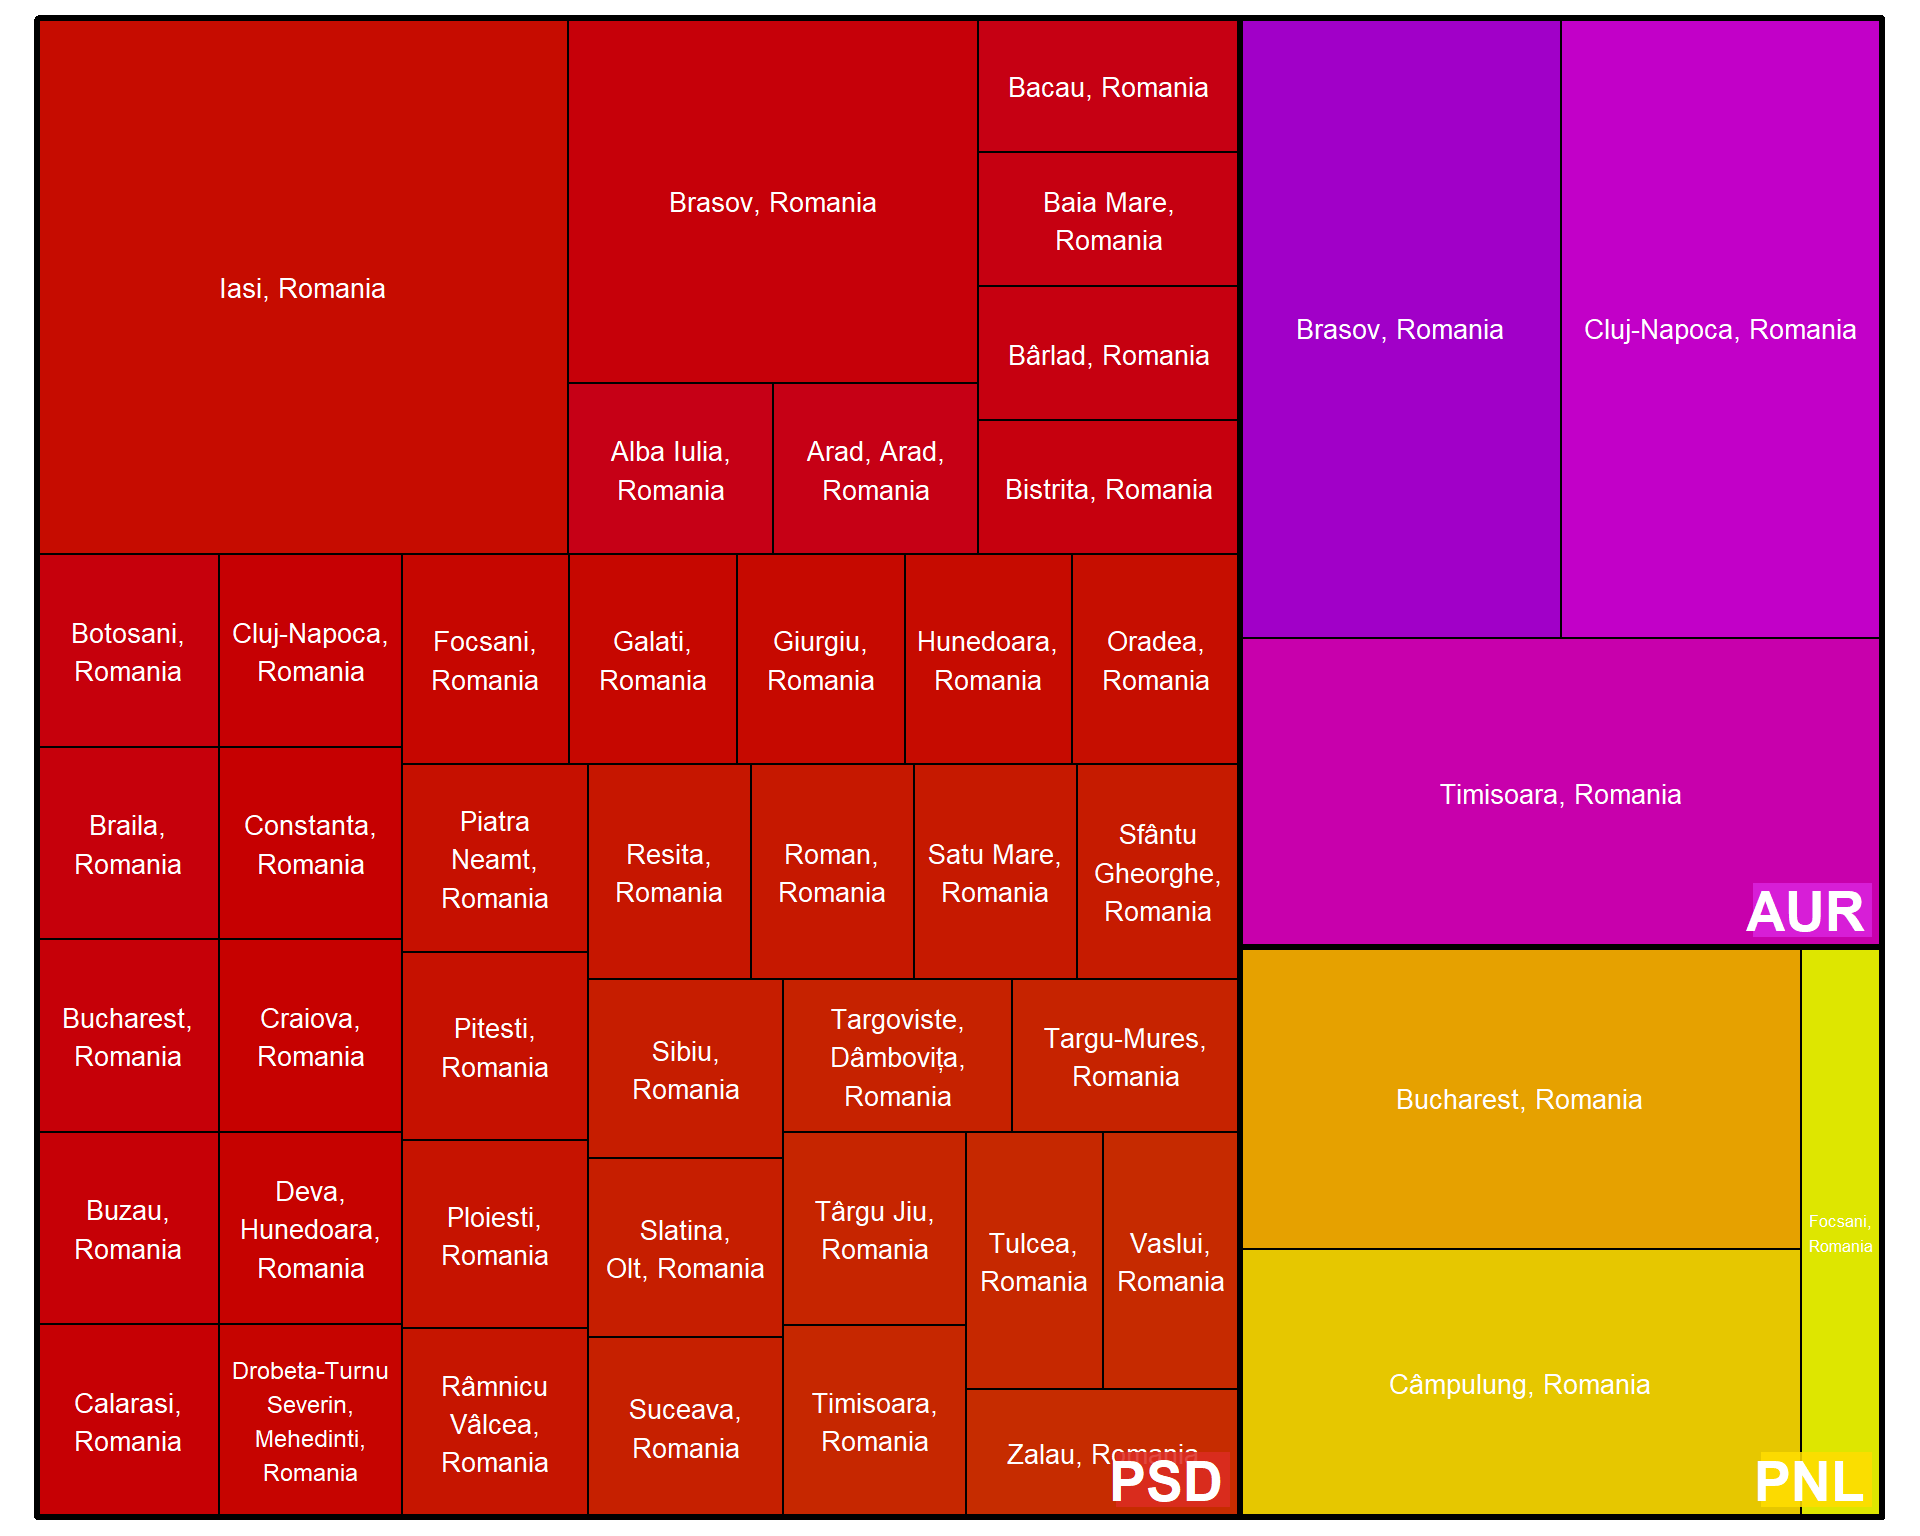 Iasi, Romania
Brasov, Romania
Alba Iulia,
Romania
Arad, Arad,
Romania
Bacau, Romania
Baia Mare,
Romania
Bârlad, Romania
Bistrita, Romania
Botosani,
Romania
Braila,
Romania
Bucharest,
Romania
Buzau,
Romania
Calarasi,
Romania
Cluj-Napoca,
Romania
Constanta,
Romania
Craiova,
Romania
Deva,
Hunedoara,
Romania
Drobeta-Turnu
Severin,
Mehedinti,
Romania
Focsani,
Romania
Galati,
Romania
Giurgiu,
Romania
Hunedoara,
Romania
Oradea,
Romania
Piatra
Neamt,
Romania
Pitesti,
Romania
Ploiesti,
Romania
Râmnicu
Vâlcea,
Romania
Resita,
Romania
Roman,
Romania
Satu Mare,
Romania
Sfântu
Gheorghe,
Romania
Sibiu,
Romania
Slatina,
Olt, Romania
Suceava,
Romania
Targoviste,
Dâmbovița,
Romania
Targu-Mures,
Romania
Târgu Jiu,
Romania
Timisoara,
Romania
Tulcea,
Romania
Vaslui,
Romania
Zalau, Romania
PSD
Brasov, Romania
Cluj-Napoca, Romania
Timisoara, Romania
AUR
Bucharest, Romania
Câmpulung, Romania
Focsani,
Romania
PNL